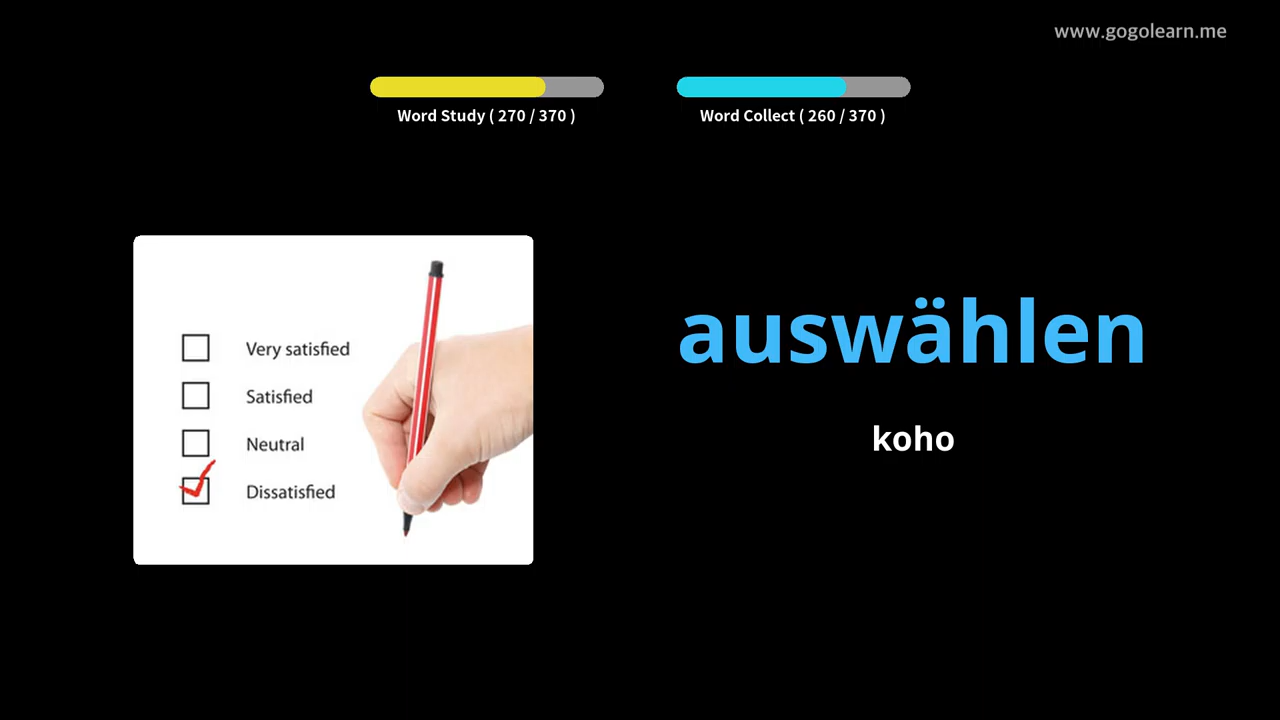 www.gogolearn.me
Word Study ( 270 / 370 )
Word Collect ( 260 / 370 )
Very satisfied
Satisfied
Neutral
Dissatisfied
auswählen
koho